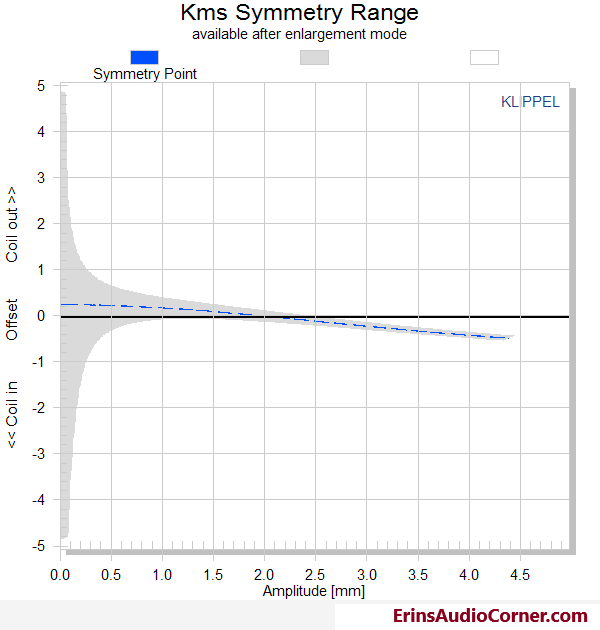 Kms Symmetry Range
available after enlargement mode
Symmetry Point
KLIPPEL
5
4
3
2
1
0
-1
-2
-3
-4
-5
<< Coil in      Offset      Coil out >>
0.0 0.5 1.0 1.5 2.0 2.5 3.0 3.5 4.0 4.5
Amplitude [mm]
ErinsAudioCorner.com